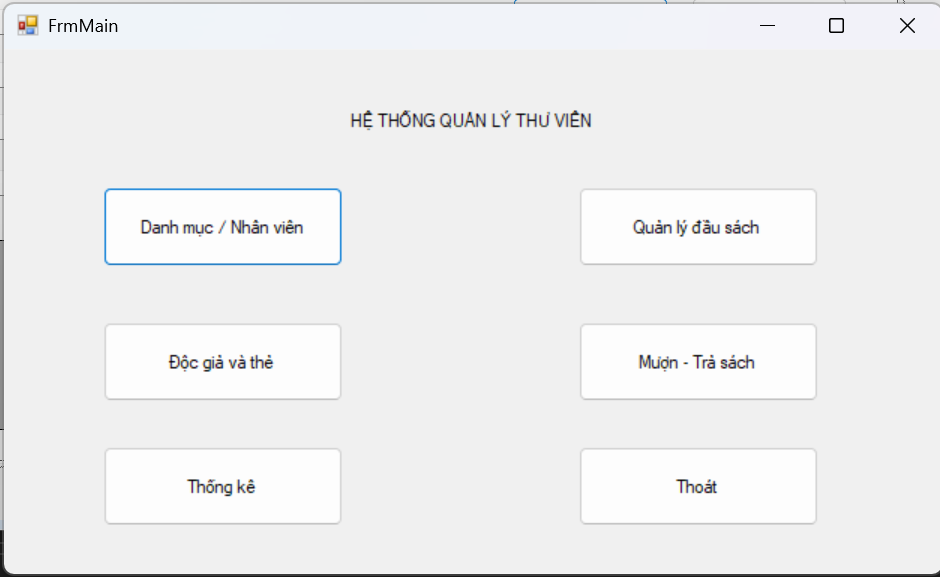 FrmMain
HỆ THỐNG QUẢN LÝ THƯ VIỆN
Danh mục / Nhân viên
Quản lý đầu sách
Độc giả và thẻ
Mượn - Trả sách
Thống kê
Thoát